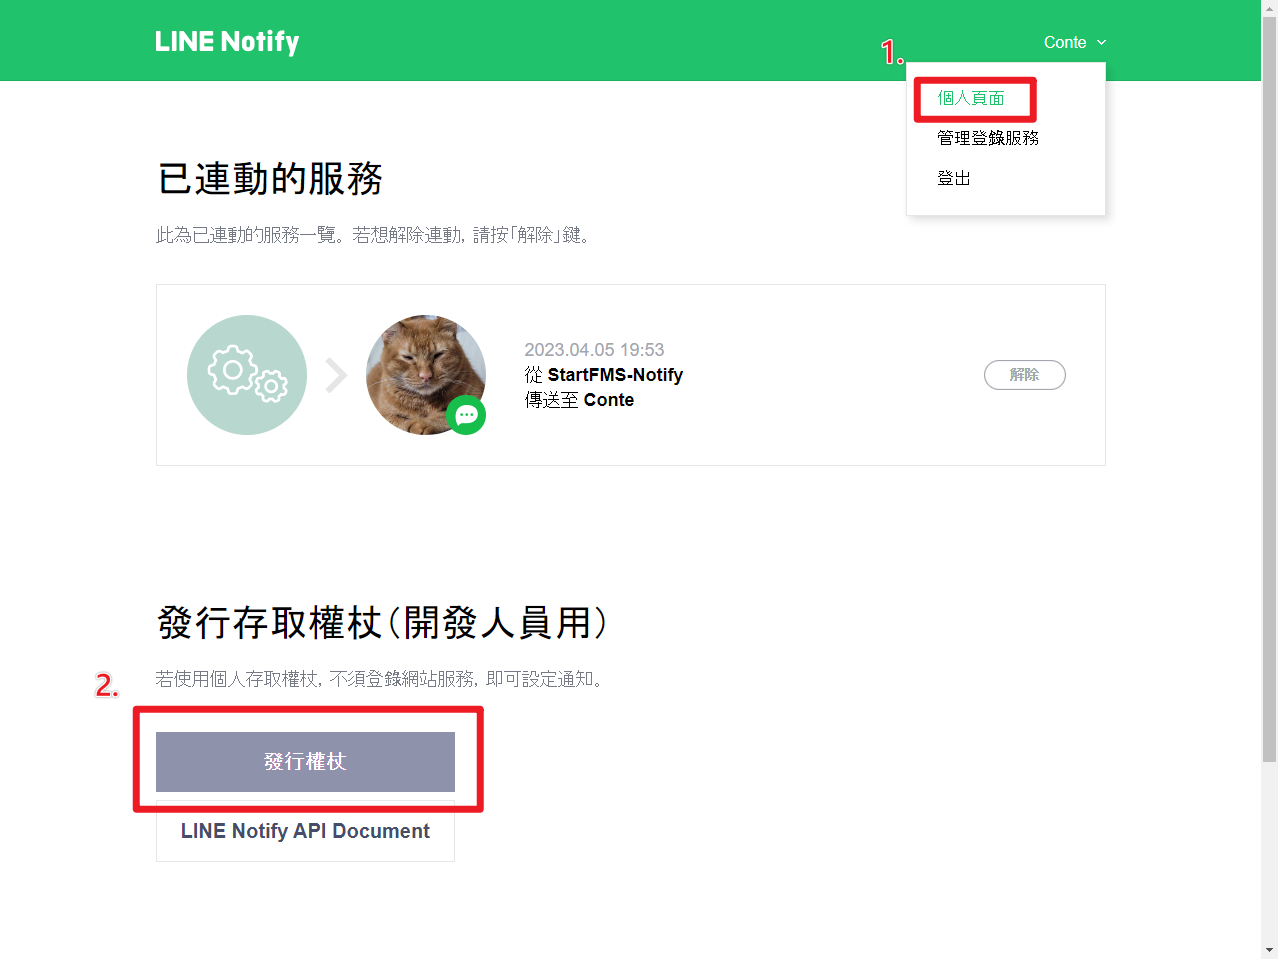 LINE Notify
Conte
1.
個人頁面
管理登錄服務
登出
已連動的服務
此為已連動的服務一覽。若想解除連動, 請按「解除」鍵。
2023.04.05 19:53
從 StartFMS-Notify
傳送至 Conte
解除
發行存取權杖(開發人員用)
2.
若使用個人存取權杖, 不須登錄網站服務, 即可設定通知。
發行權杖
LINE Notify API Document